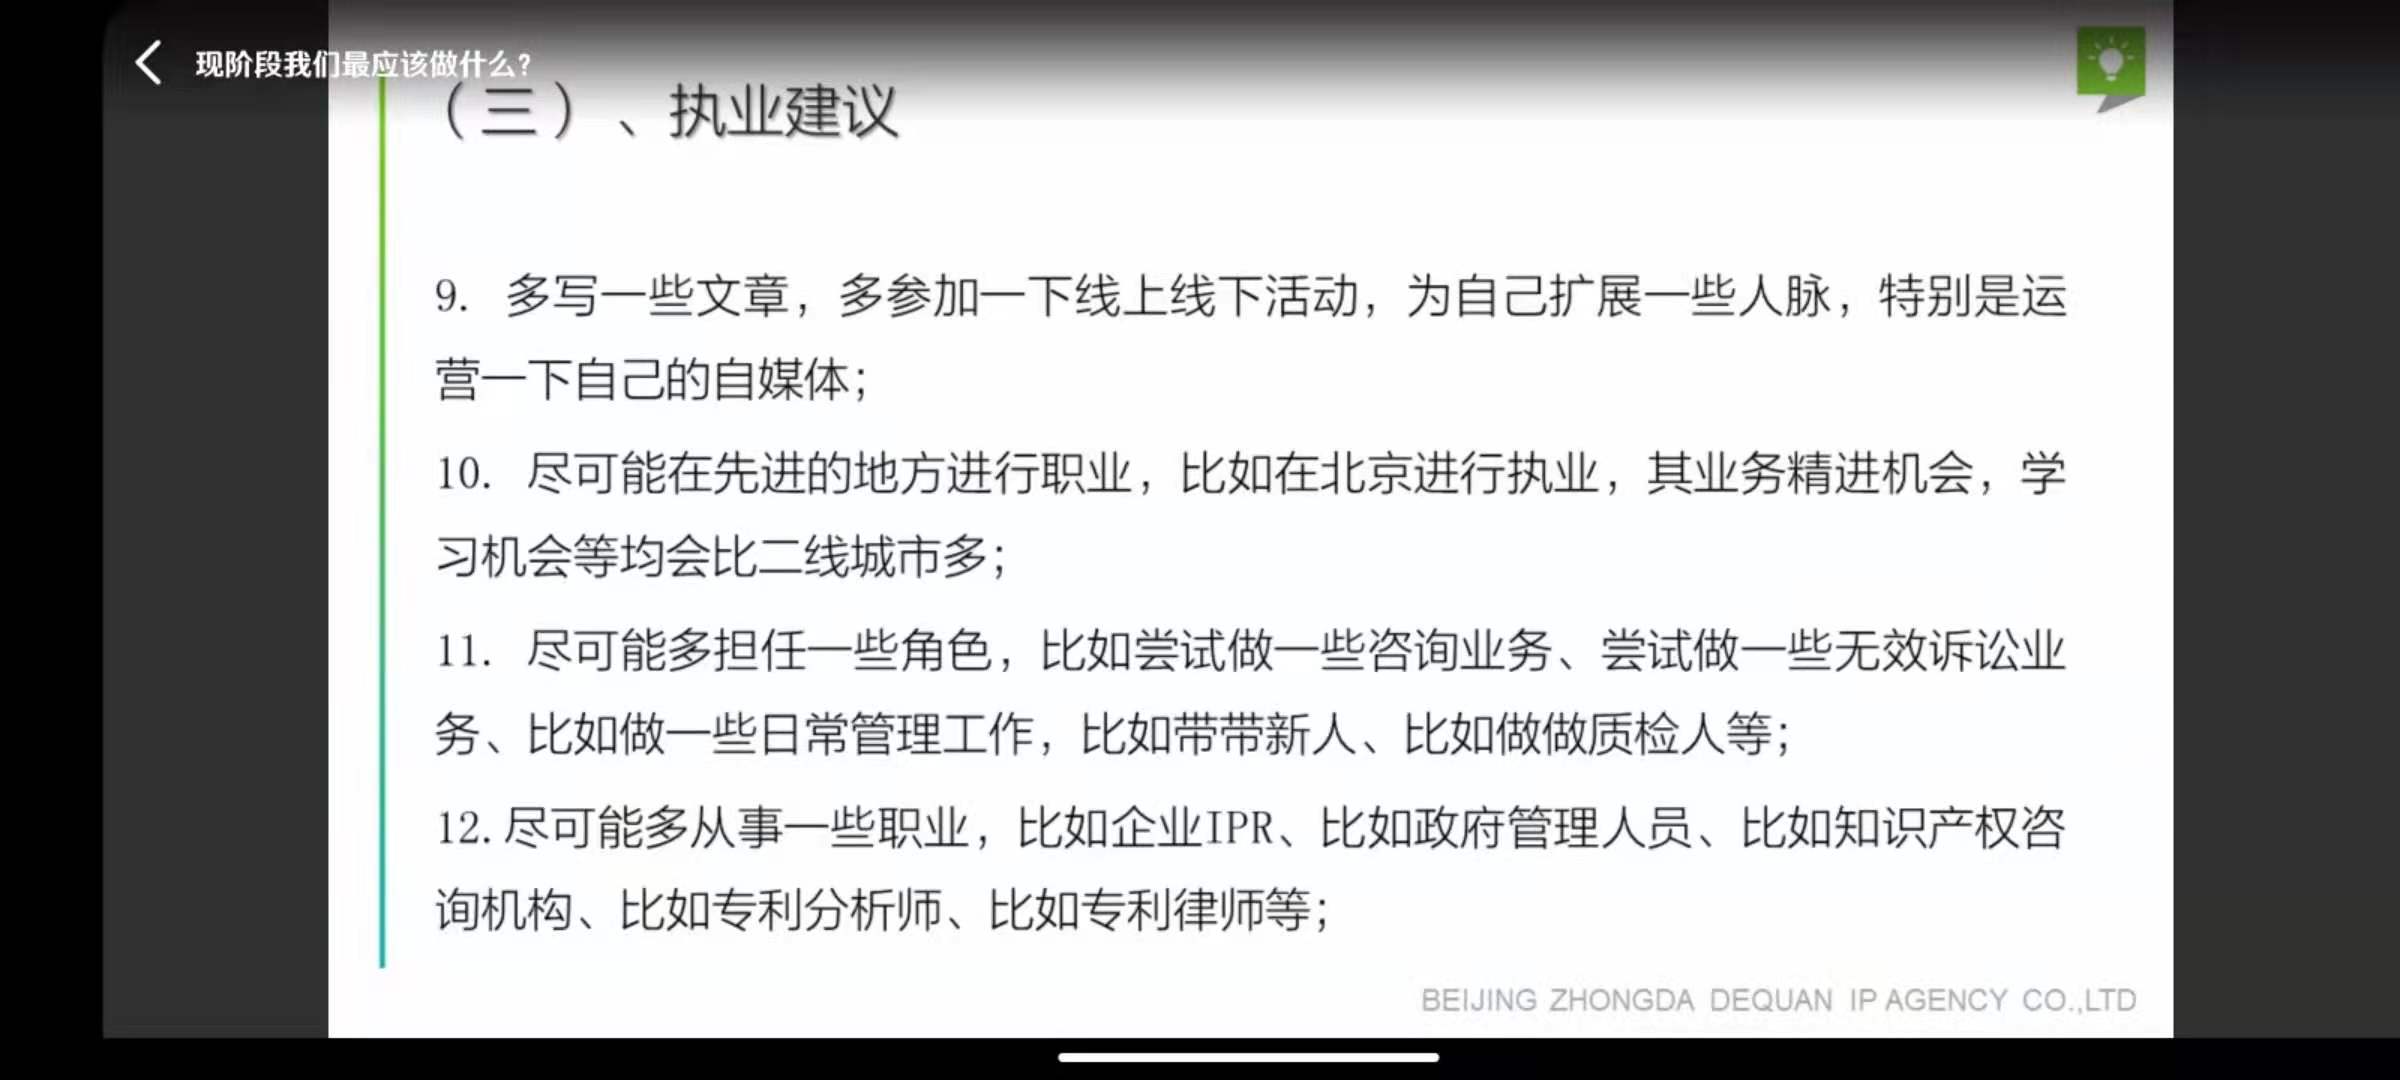 现阶段我们最应该做什么?
（三）、执业建议
9. 多写一些文章，多参加一下线上线下活动，为自己扩展一些人脉，特别是运
营一下自己的自媒体；
10. 尽可能在先进的地方进行职业，比如在北京进行执业，其业务精进机会，学
习机会等均会比二线城市多；
11. 尽可能多担任一些角色，比如尝试做一些咨询业务、尝试做一些无效诉讼业
务、比如做一些日常管理工作，比如带带新人、比如做做质检人等；
12. 尽可能多从事一些职业，比如企业IPR、比如政府管理人员、比如知识产权咨
询机构、比如专利分析师、比如专利律师等；
BEIJING ZHONGDA DEQUAN IP AGENCY CO.,LTD